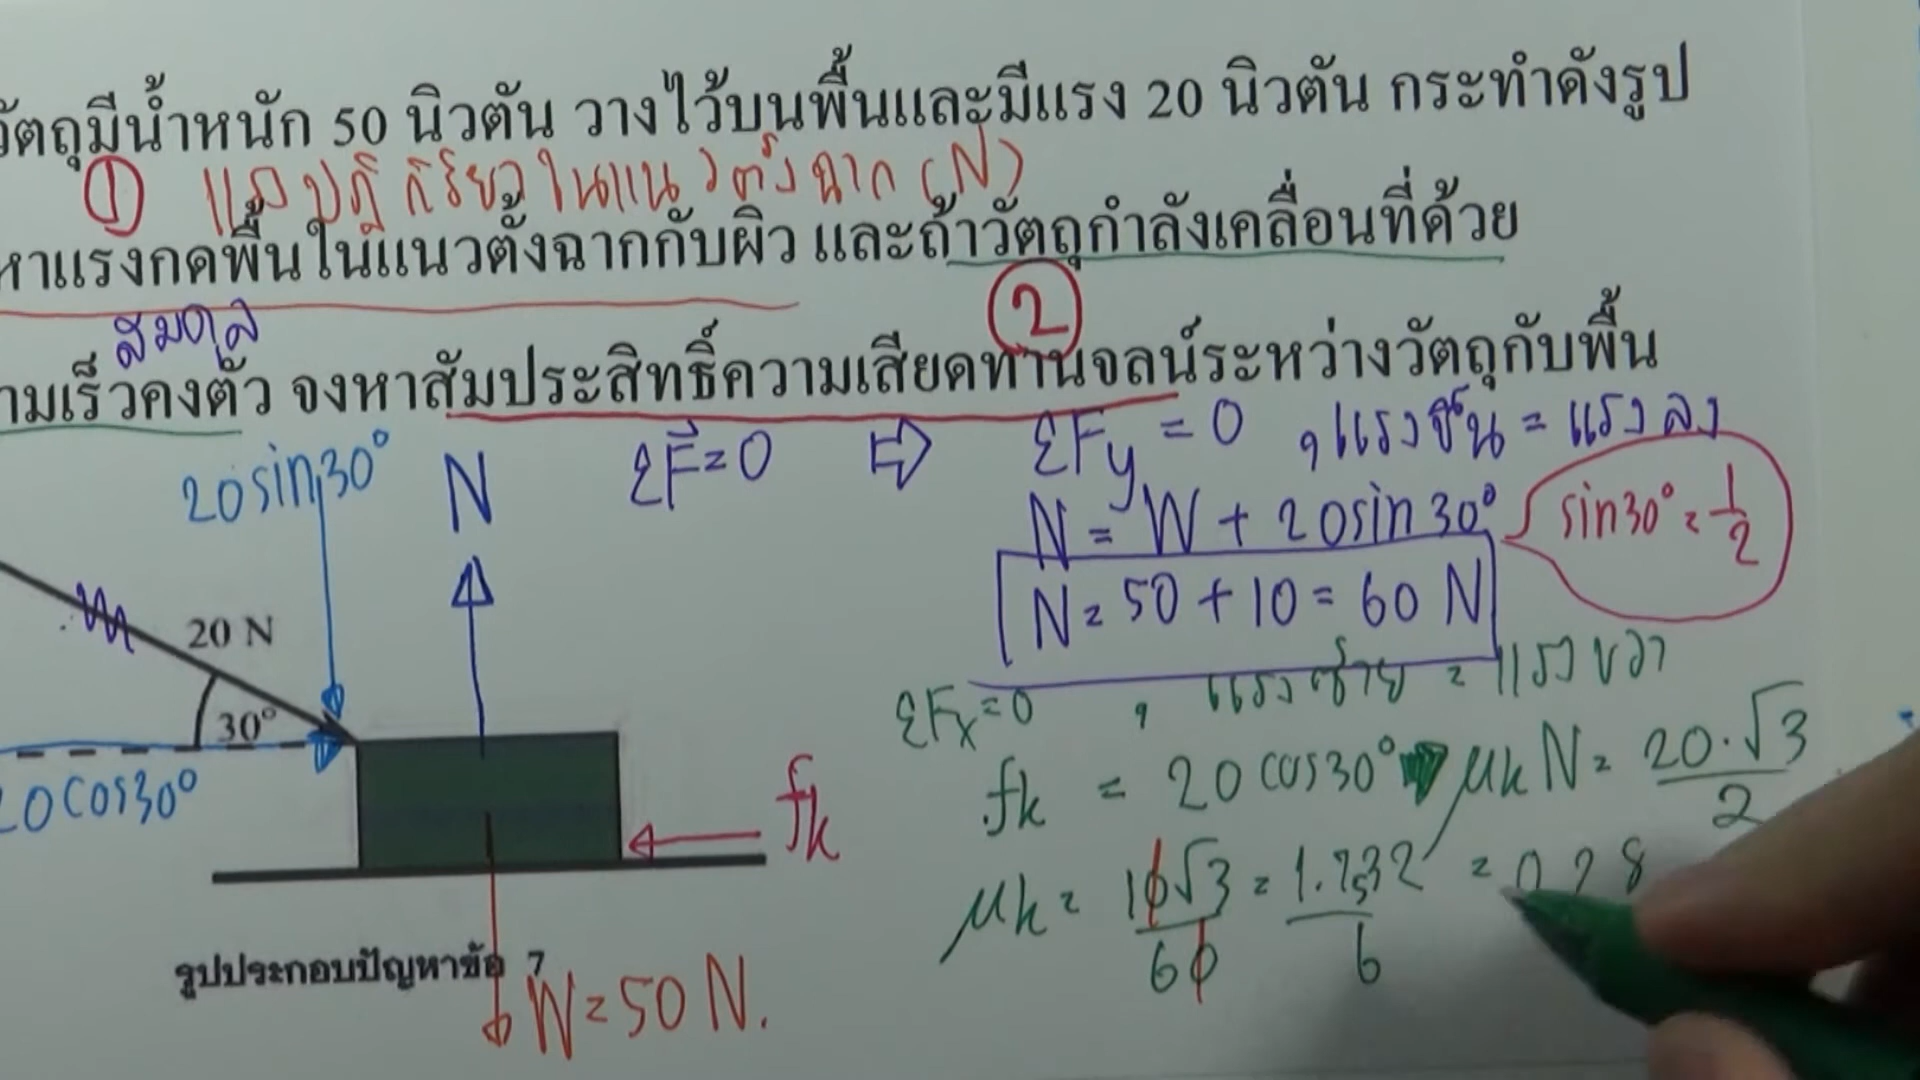 วัตถุมีน้ำหนัก 50 นิวตัน วางไว้บนพื้นและมีแรง 20 นิวตัน กระทำดังรูป
① แรงปฏิกิริยาในแนวตั้งฉาก (N)
หาแรงกดพื้นในแนวตั้งฉากกับผิว และถ้าวัตถุกำลังเคลื่อนที่ด้วย
สมดุล
②
ามเร็วคงตัว จงหาสัมประสิทธิ์ความเสียดทานจลน์ระหว่างวัตถุกับพื้น
20sin30°
N
ΣF=0 ⇨ ΣFy = 0 , แรงขึ้น = แรงลง
N = W + 20sin30°
sin30° = 1/2
N = 50 + 10 = 60 N
20 N
30°
20cos30°
fk
ΣFx=0 , แรงซ้าย = แรงขวา
fk = 20cos30° ⇨ μkN = 20·√3/2
μk = 10√3/60 = 1.732/6 = 0.28
รูปประกอบปัญหาข้อ 7
W = 50 N.